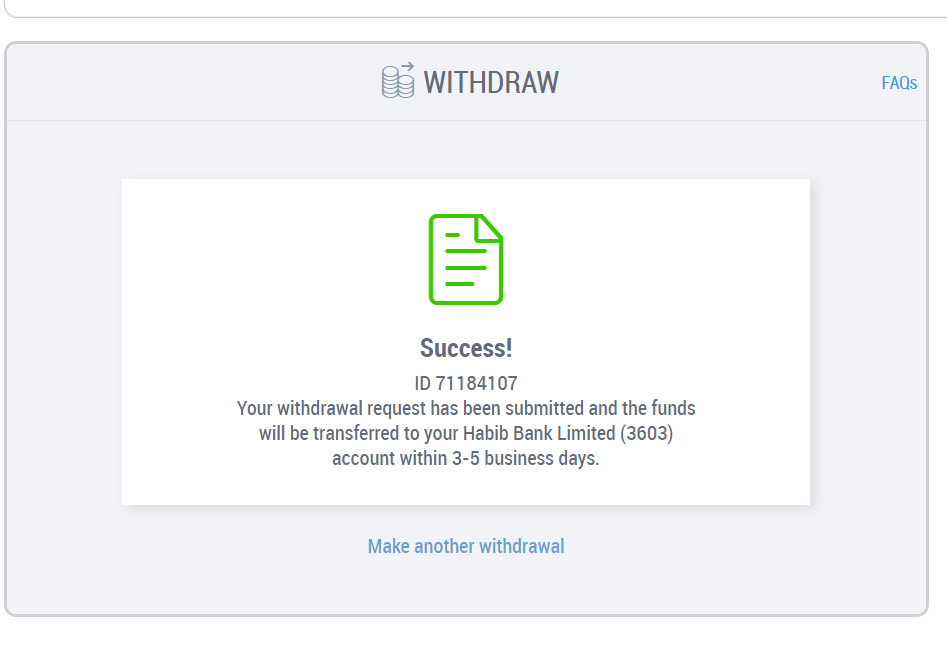 WITHDRAW
FAQs
Success!
ID 71184107
Your withdrawal request has been submitted and the funds
will be transferred to your Habib Bank Limited (3603)
account within 3-5 business days.
Make another withdrawal